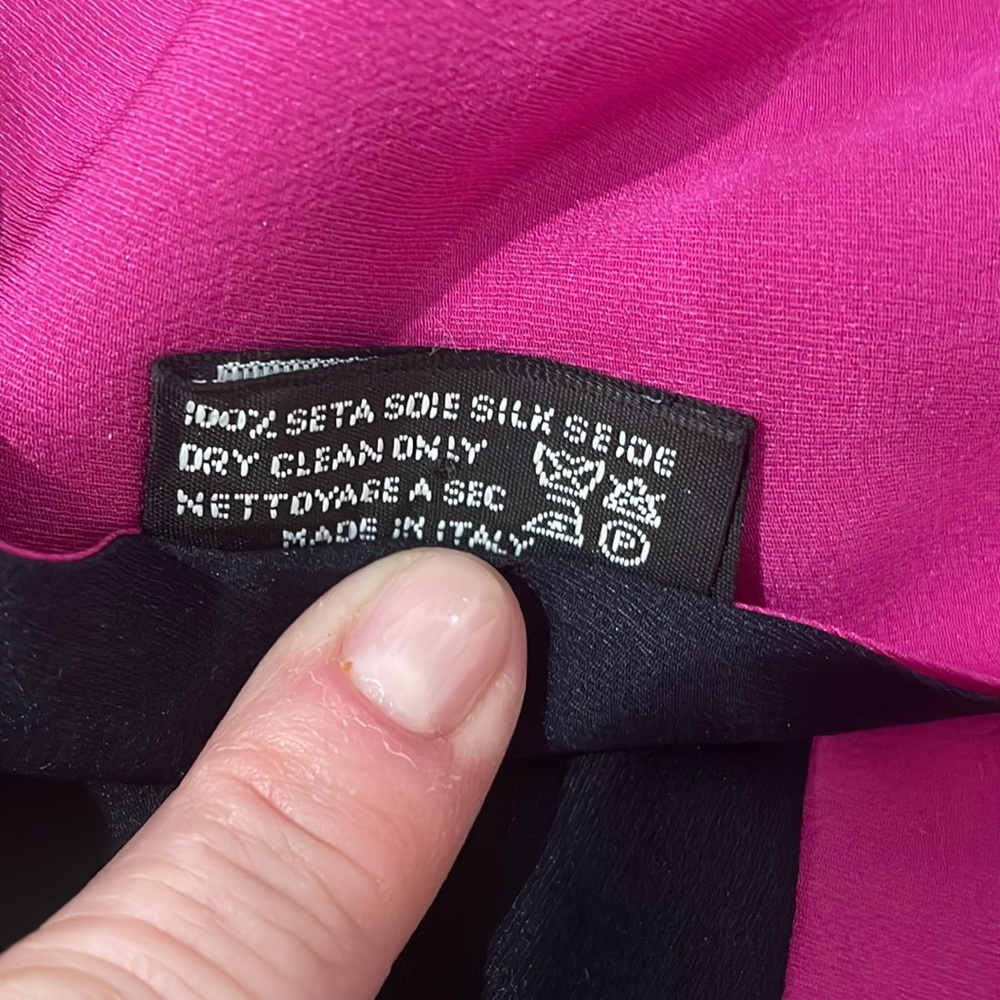 100% SETA SOIE SILK SEIDE
DRY CLEAN ONLY
NETTOYAGE A SEC
MADE IN ITALY
P